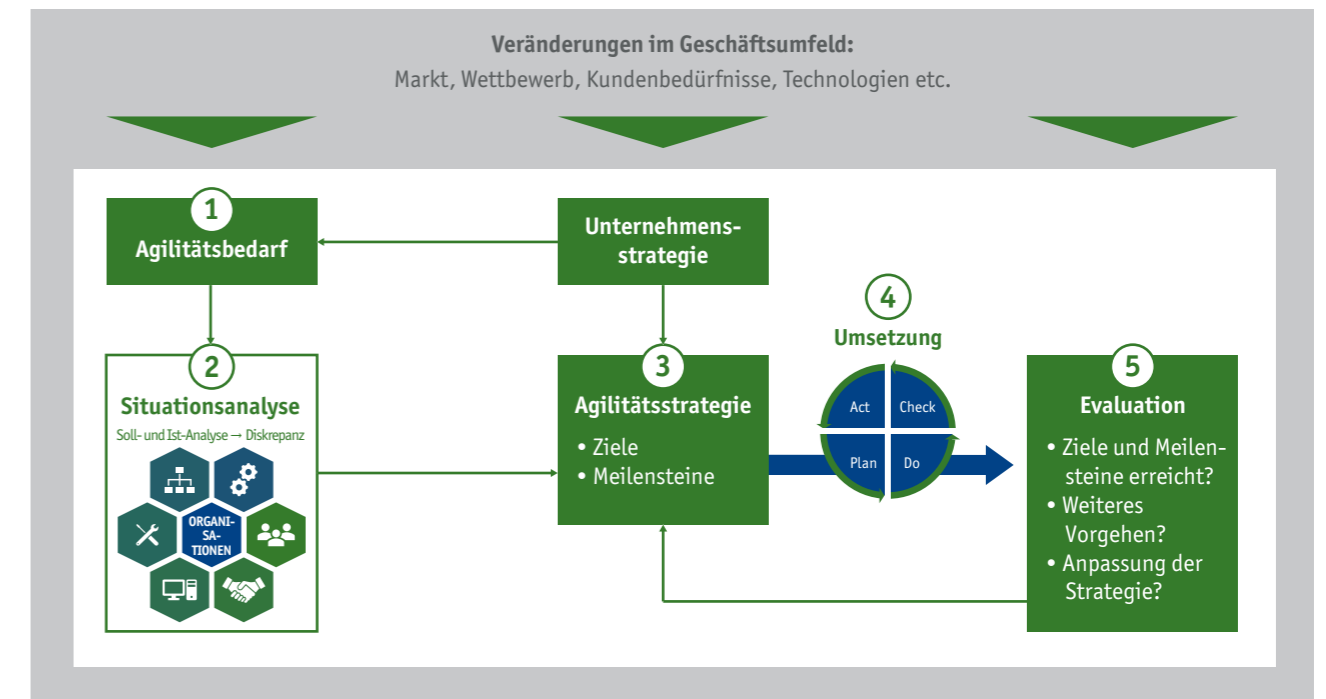 Veränderungen im Geschäftsumfeld:
Markt, Wettbewerb, Kundenbedürfnisse, Technologien etc.
1
Agilitätsbedarf
Unternehmens-
strategie
2
Situationsanalyse
Soll- und Ist-Analyse → Diskrepanz
ORGANI-
SA-
TIONEN
3
Agilitätsstrategie
• Ziele
• Meilensteine
4
Umsetzung
Act
Check
Plan
Do
5
Evaluation
• Ziele und Meilen-
steine erreicht?
• Weiteres
Vorgehen?
• Anpassung der
Strategie?